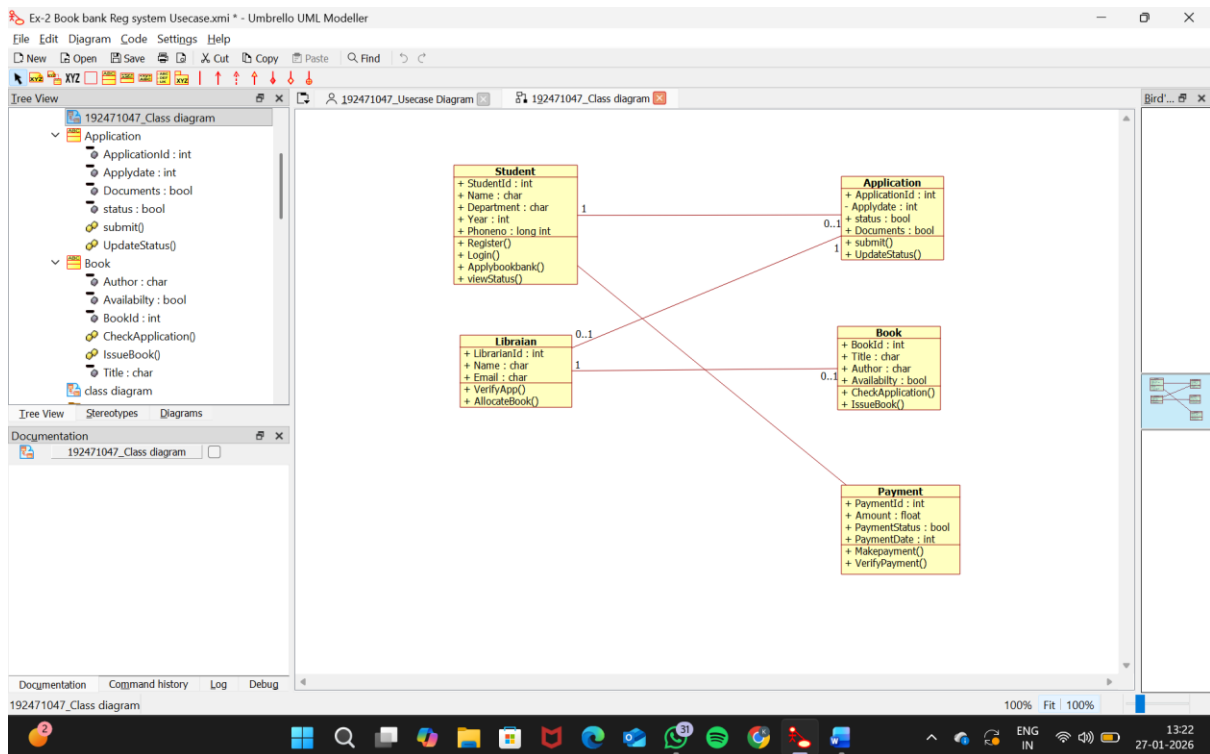 Ex-2 Book bank Reg system Usecase.xmi * - Umbrello UML Modeller
File Edit Diagram Code Settings Help
New Open Save Cut Copy Paste Find
XYZ
Tree View
192471047_Usecase Diagram 192471047_Class diagram
Bird'...
192471047_Class diagram
Application
ApplicationId : int
Applydate : int
Documents : bool
status : bool
submit()
UpdateStatus()
Book
Author : char
Availabilty : bool
BookId : int
CheckApplication()
IssueBook()
Title : char
class diagram
Tree View Stereotypes Diagrams
Documentation
192471047_Class diagram
Student
+ StudentId : int
+ Name : char
+ Department : char
+ Year : int
+ Phoneno : long int
+ Register()
+ Login()
+ Applybookbank()
+ viewStatus()
1
0..1
Application
+ ApplicationId : int
- Applydate : int
+ status : bool
+ Documents : bool
+ submit()
+ UpdateStatus()
1
0..1
Libraian
+ LibrarianId : int
+ Name : char
+ Email : char
+ VerifyApp()
+ AllocateBook()
1
0..1
Book
+ BookId : int
+ Title : char
+ Author : char
+ Availabilty : bool
+ CheckApplication()
+ IssueBook()
Payment
+ PaymentId : int
+ Amount : float
+ PaymentStatus : bool
+ PaymentDate : int
+ Makepayment()
+ VerifyPayment()
Documentation Command history Log Debug
192471047_Class diagram
100% Fit 100%
2
31
ENG
IN
13:22
27-01-2026